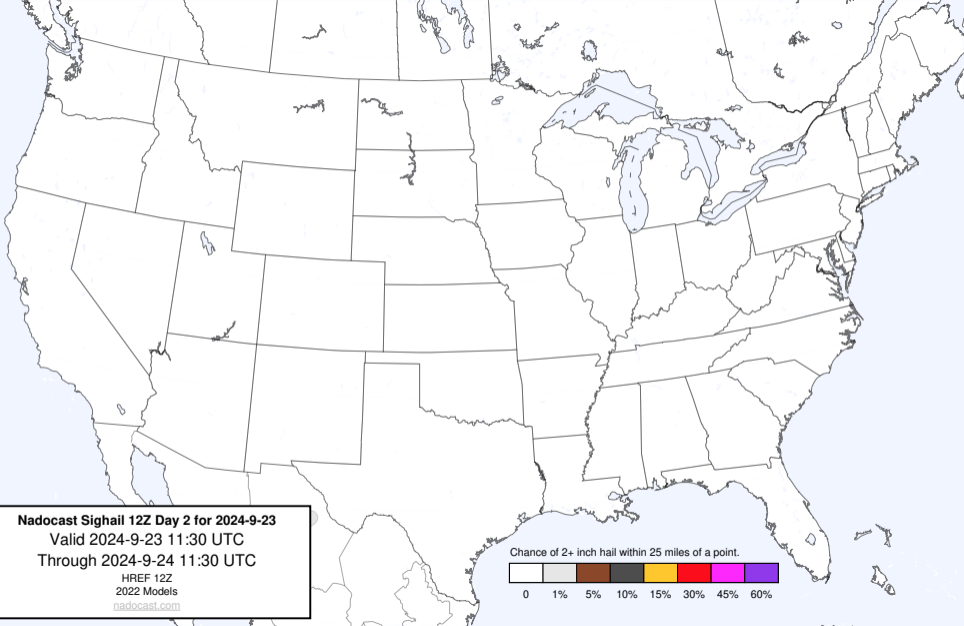 Nadocast Sighail 12Z Day 2 for 2024-9-23
Valid 2024-9-23 11:30 UTC
Through 2024-9-24 11:30 UTC
HREF 12Z
2022 Models
nadocast.com
Chance of 2+ inch hail within 25 miles of a point.
0 1% 5% 10% 15% 30% 45% 60%